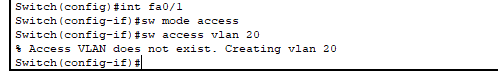 Switch(config)#int fa0/1
Switch(config-if)#sw mode access
Switch(config-if)#sw access vlan 20
% Access VLAN does not exist. Creating vlan 20
Switch(config-if)#